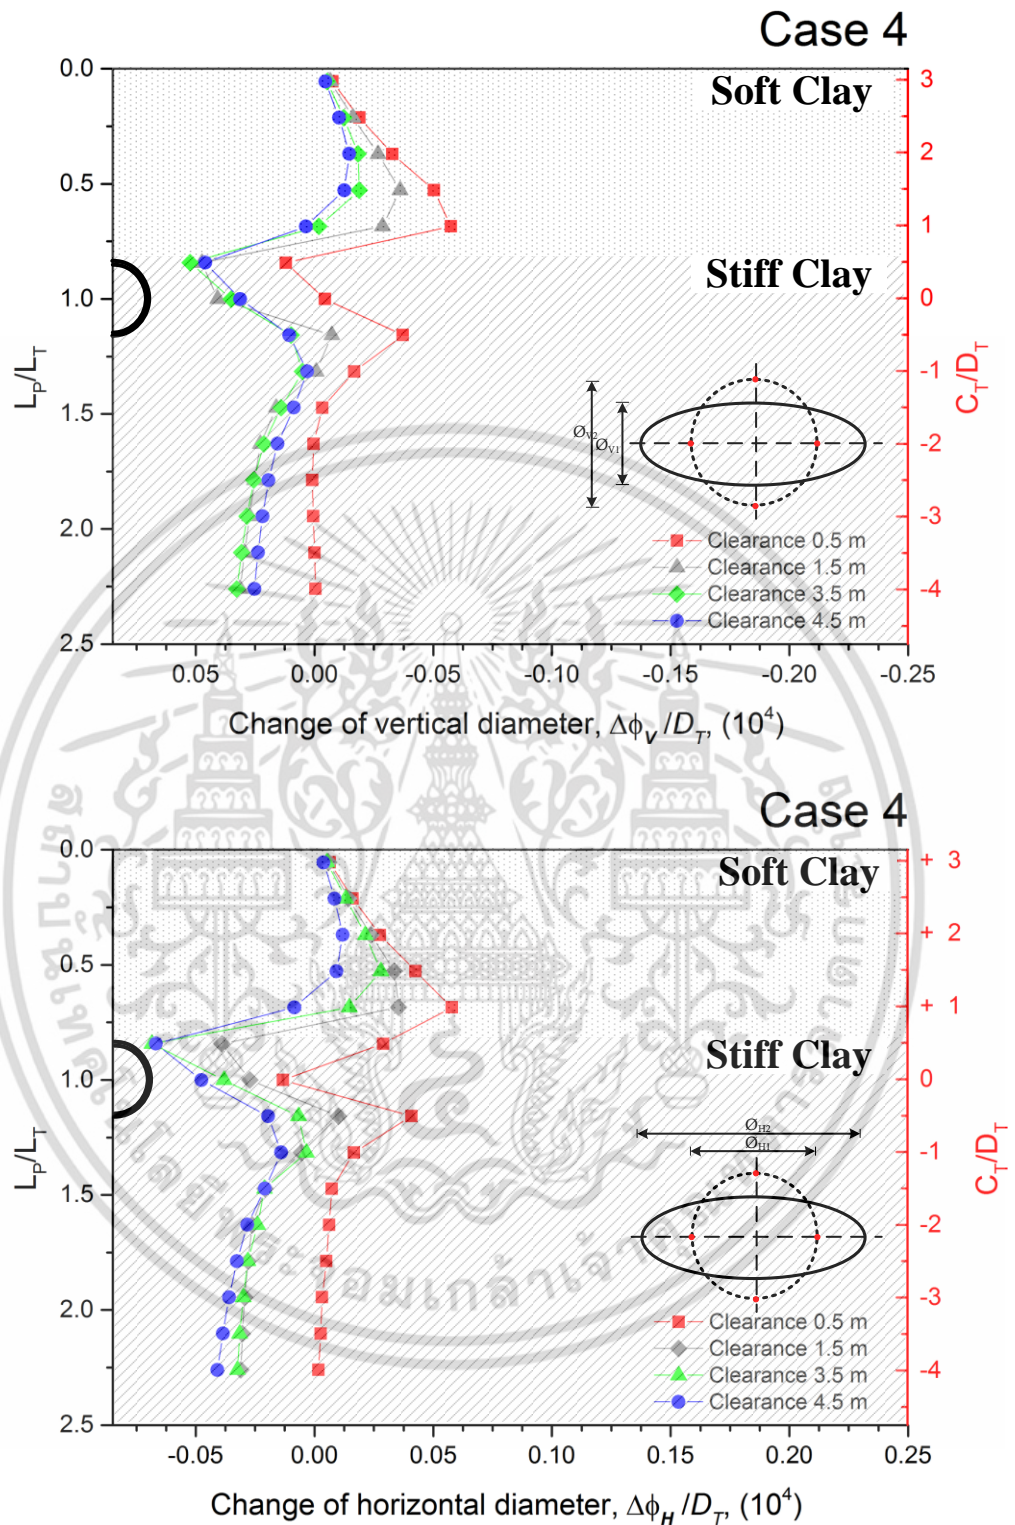 Case 4
0.0
Soft Clay
3
2
0.5
1
Stiff Clay
1.0
0
L_P/L_T
C_T/D_T
-1
1.5
Ø_V2
Ø_V1
-2
2.0
-3
Clearance 0.5 m
Clearance 1.5 m
Clearance 3.5 m
-4
Clearance 4.5 m
2.5
0.05 0.00 -0.05 -0.10 -0.15 -0.20 -0.25
Change of vertical diameter, Δϕ_V /D_T, (10⁴)
Case 4
0.0
Soft Clay
+ 3
+ 2
0.5
+ 1
Stiff Clay
1.0
0
L_P/L_T
C_T/D_T
Ø_H2
Ø_H1
-1
1.5
-2
2.0
-3
Clearance 0.5 m
Clearance 1.5 m
Clearance 3.5 m
-4
Clearance 4.5 m
2.5
-0.05 0.00 0.05 0.10 0.15 0.20 0.25
Change of horizontal diameter, Δϕ_H /D_T, (10⁴)